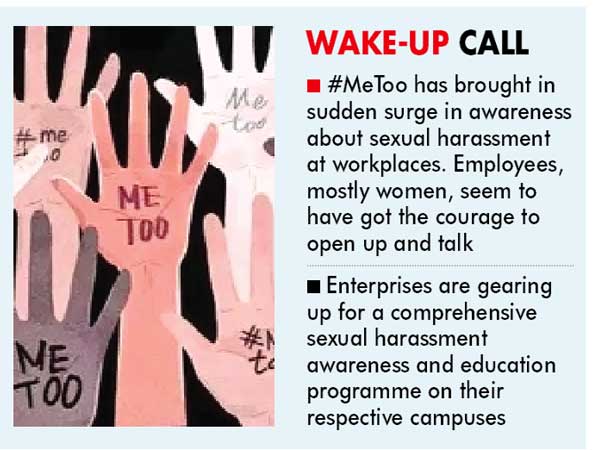 WAKE-UP CALL
#MeToo has brought in
sudden surge in awareness
about sexual harassment
at workplaces. Employees,
mostly women, seem to
have got the courage to
open up and talk
Enterprises are gearing
up for a comprehensive
sexual harassment
awareness and education
programme on their
respective campuses
Me
too
# me
ME
TOO
ME
TOO